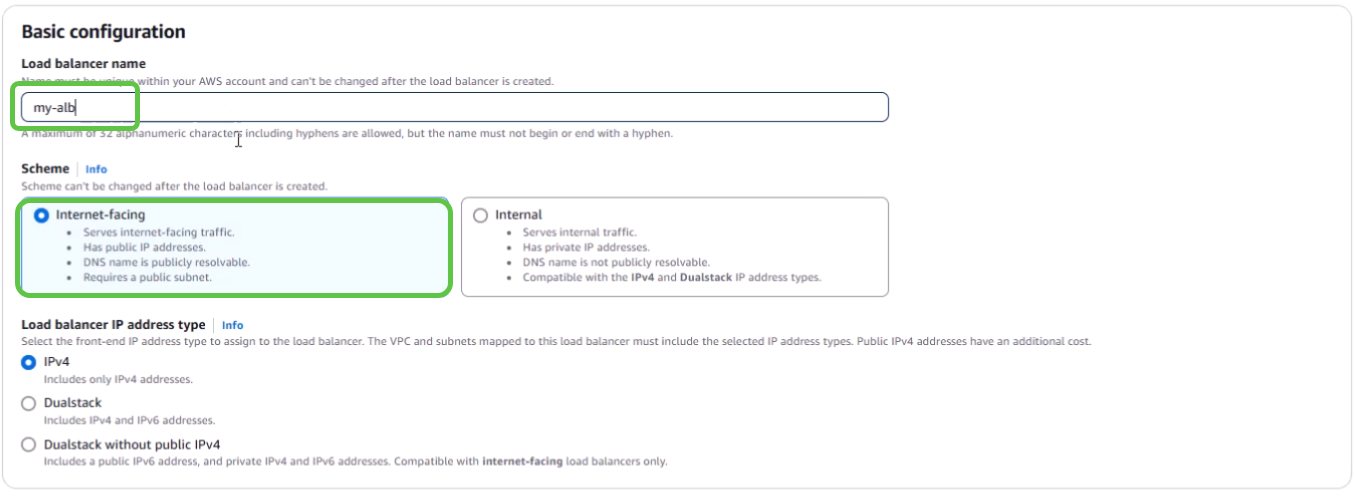 Basic configuration
Load balancer name
Name must be unique within your AWS account and can't be changed after the load balancer is created.
my-alb
A maximum of 32 alphanumeric characters including hyphens are allowed, but the name must not begin or end with a hyphen.
Scheme Info
Scheme can't be changed after the load balancer is created.
Internet-facing
• Serves internet-facing traffic.
• Has public IP addresses.
• DNS name is publicly resolvable.
• Requires a public subnet.
Internal
• Serves internal traffic.
• Has private IP addresses.
• DNS name is not publicly resolvable.
• Compatible with the IPv4 and Dualstack IP address types.
Load balancer IP address type Info
Select the front-end IP address type to assign to the load balancer. The VPC and subnets mapped to this load balancer must include the selected IP address types. Public IPv4 addresses have an additional cost.
IPv4
Includes only IPv4 addresses.
Dualstack
Includes IPv4 and IPv6 addresses.
Dualstack without public IPv4
Includes a public IPv6 address, and private IPv4 and IPv6 addresses. Compatible with internet-facing load balancers only.